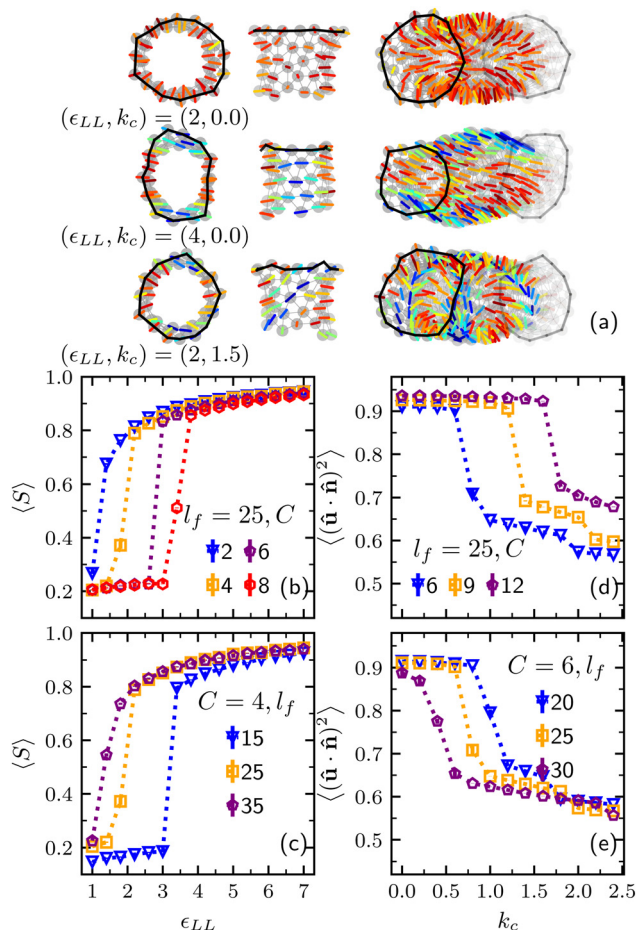 (ϵ_LL, k_c) = (2, 0.0)
(ϵ_LL, k_c) = (4, 0.0)
(a)
(ϵ_LL, k_c) = (2, 1.5)
1.0
0.8
0.6
0.4
0.2
⟨S⟩
l_f = 25, C
2 6
4 8
(b)
0.9
0.8
0.7
0.6
0.5
⟨(û · n̂)²⟩
l_f = 25, C
6 9 12
(d)
1.0
0.8
0.6
0.4
0.2
⟨S⟩
C = 4, l_f
15
25
35
(c)
1 2 3 4 5 6 7
ϵ_LL
0.9
0.8
0.7
0.6
0.5
⟨(û · n̂)²⟩
C = 6, l_f
20
25
30
(e)
0.0 0.5 1.0 1.5 2.0 2.5
k_c